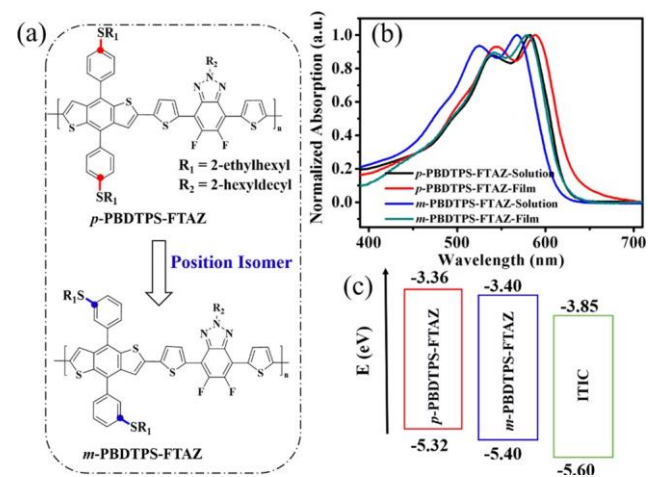 (a)
SR₁
R₂
N
N
N
S
S
S
S
n
F
F
SR₁
R₁ = 2-ethylhexyl
R₂ = 2-hexyldecyl
p-PBDTPS-FTAZ
Position Isomer
R₁S
R₂
N
N
N
S
S
S
S
n
F
F
SR₁
m-PBDTPS-FTAZ
(b)
Normalized Absorption (a.u.)
1.0
0.8
0.6
0.4
0.2
0.0
p-PBDTPS-FTAZ-Solution
p-PBDTPS-FTAZ-Film
m-PBDTPS-FTAZ-Solution
m-PBDTPS-FTAZ-Film
400 500 600 700
Wavelength (nm)
(c)
E (eV)
-3.36
p-PBDTPS-FTAZ
-5.32
-3.40
m-PBDTPS-FTAZ
-5.40
-3.85
ITIC
-5.60